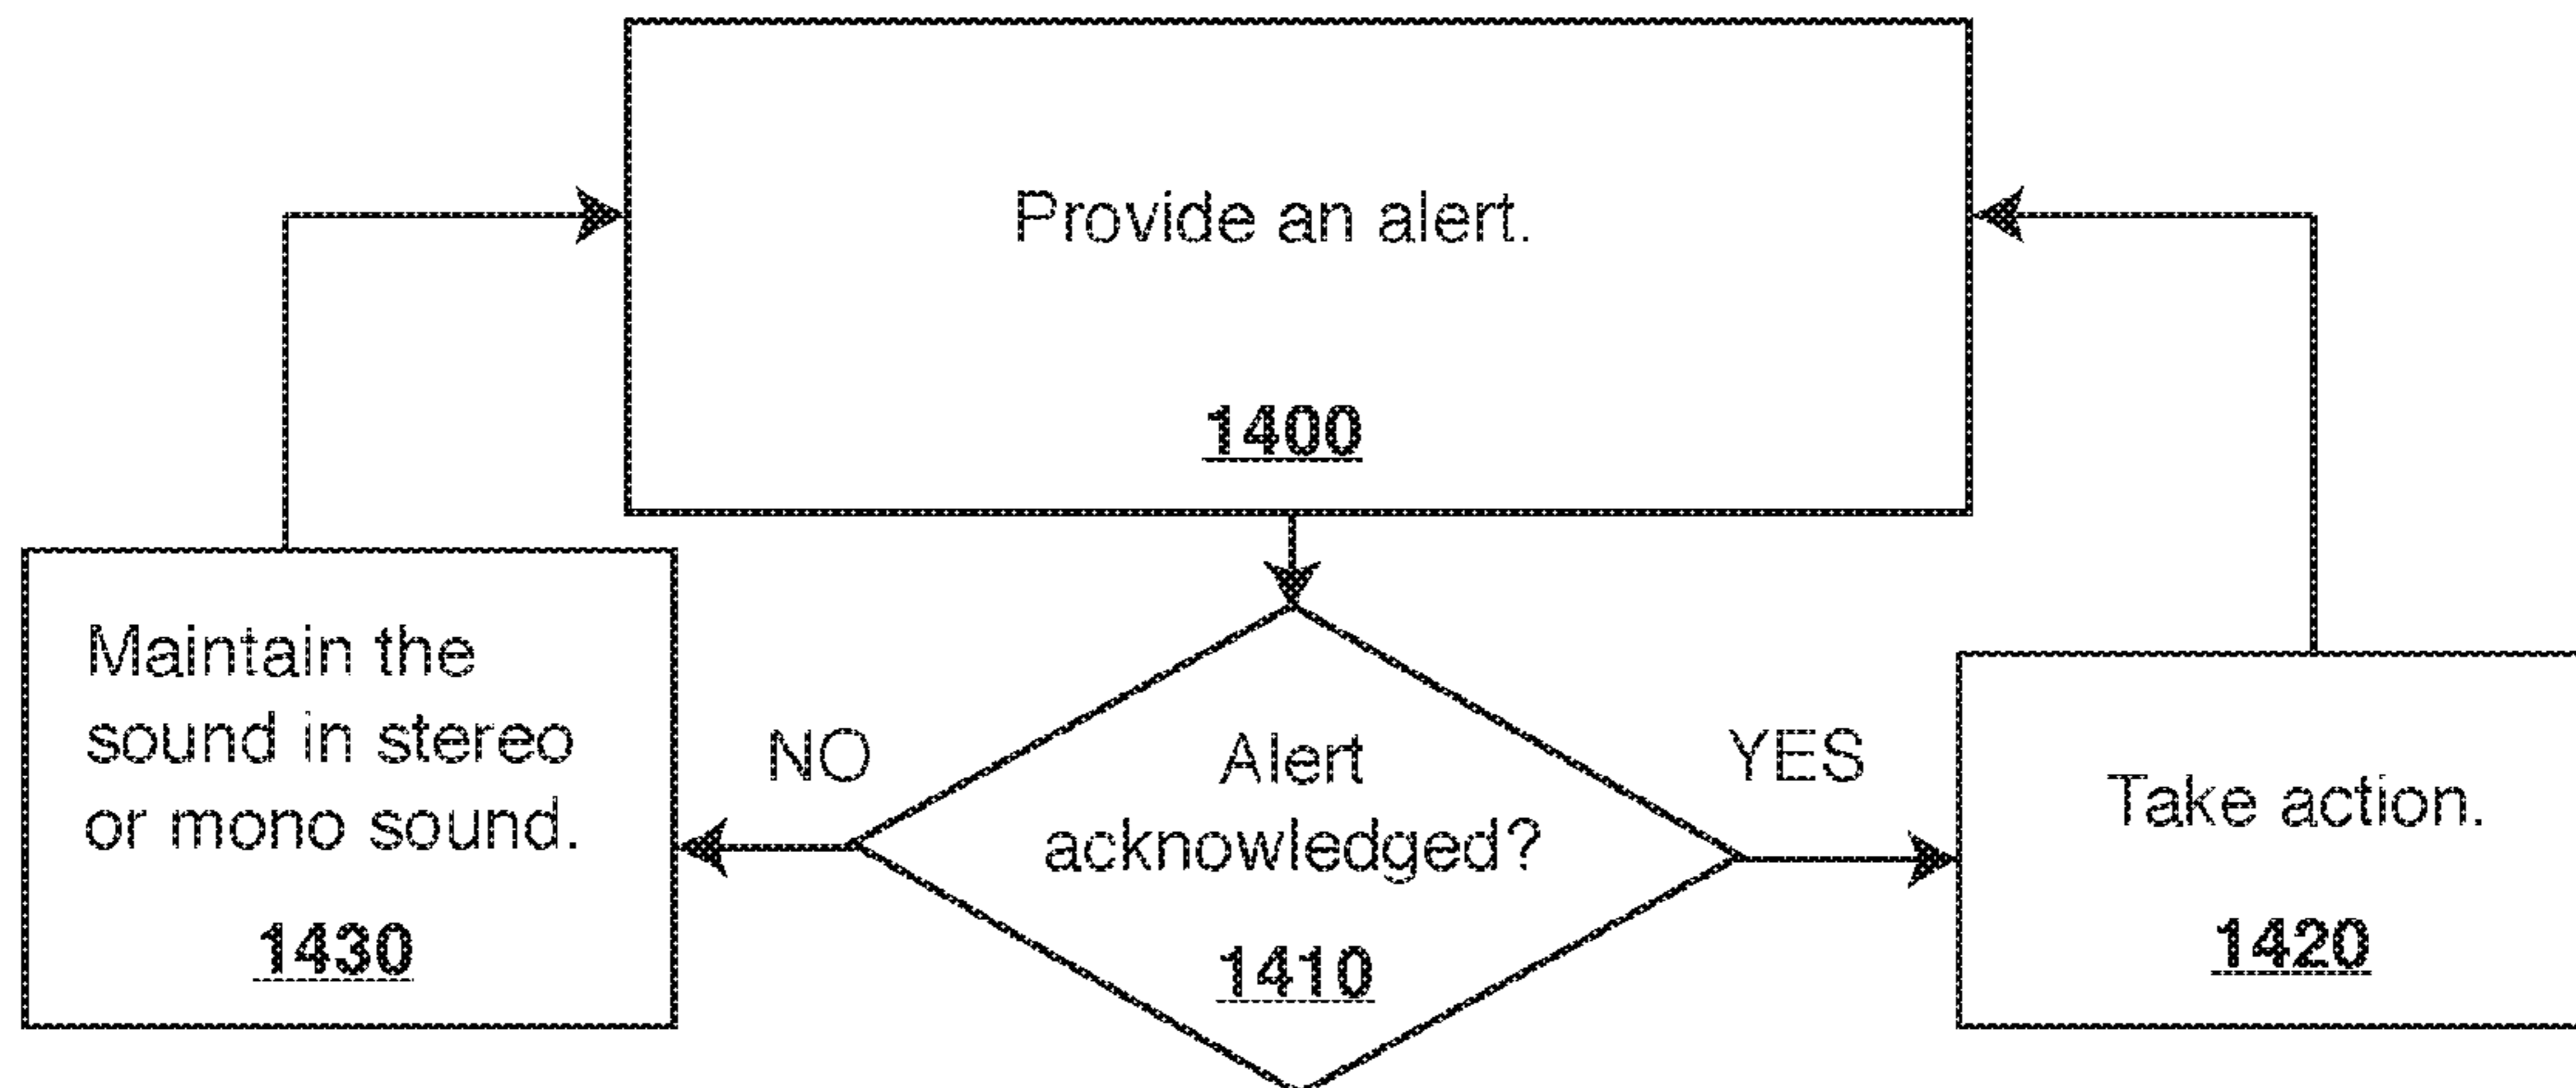 Provide an alert.
1400
Maintain the
sound in stereo
or mono sound.
1430
NO
Alert
acknowledged?
1410
YES
Take action.
1420